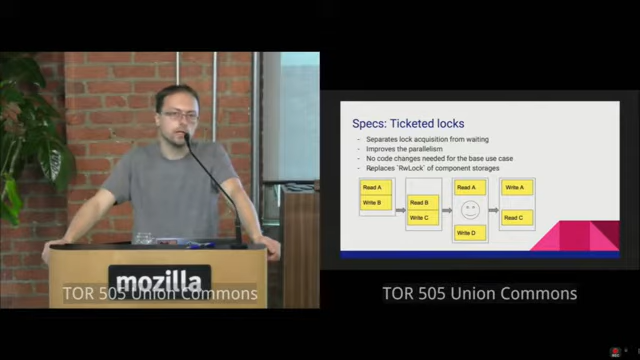 mozilla
TOR 505 Union Commons
Specs: Ticketed locks
- Separates lock acquisition from waiting
- Improves the parallelism
- No code changes needed for the base use case
- Replaces `RwLock` of component storages
Read A
Write B
Read B
Write C
Read A
Write D
Write A
Read C
TOR 505 Union Commons